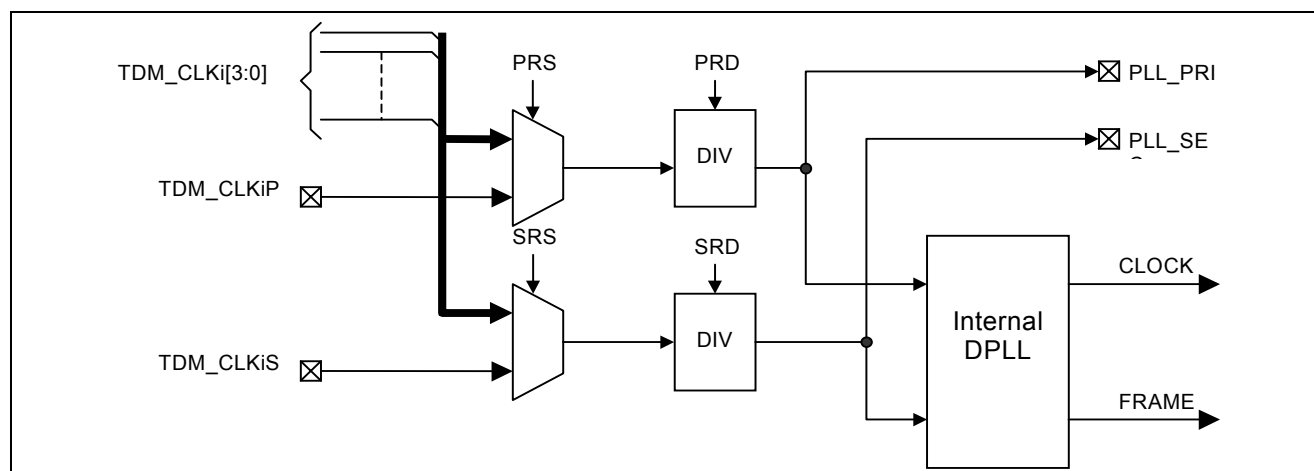 TDM_CLKi[3:0]
PRS
PRD
PLL_PRI
DIV
PLL_SE
TDM_CLKiP
SRS
SRD
CLOCK
DIV
Internal
DPLL
TDM_CLKiS
FRAME